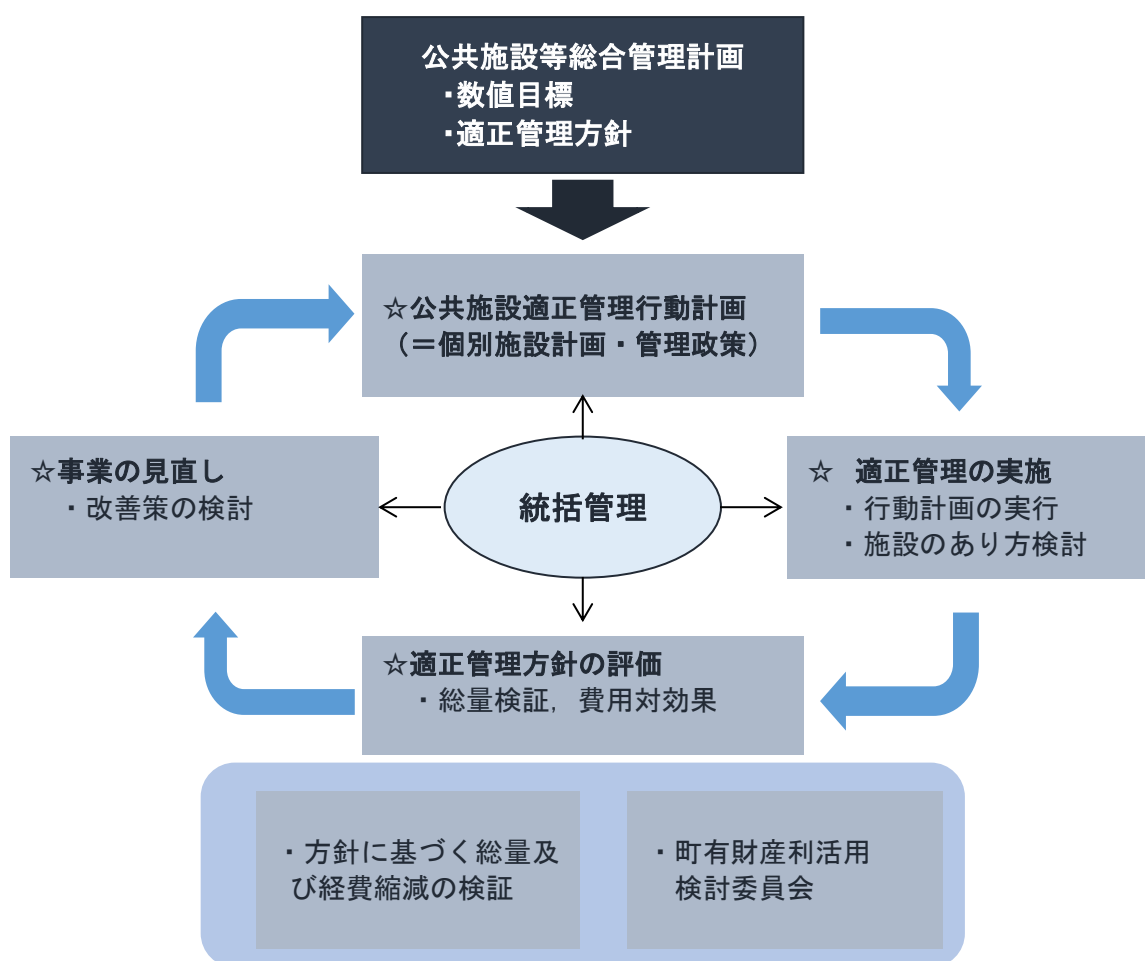 公共施設等総合管理計画
・数値目標
・適正管理方針
☆公共施設適正管理行動計画
（＝個別施設計画・管理政策）
☆事業の見直し
・改善策の検討
統括管理
☆ 適正管理の実施
・行動計画の実行
・施設のあり方検討
☆適正管理方針の評価
・総量検証，費用対効果
・方針に基づく総量及
び経費縮減の検証
・町有財産利活用
検討委員会